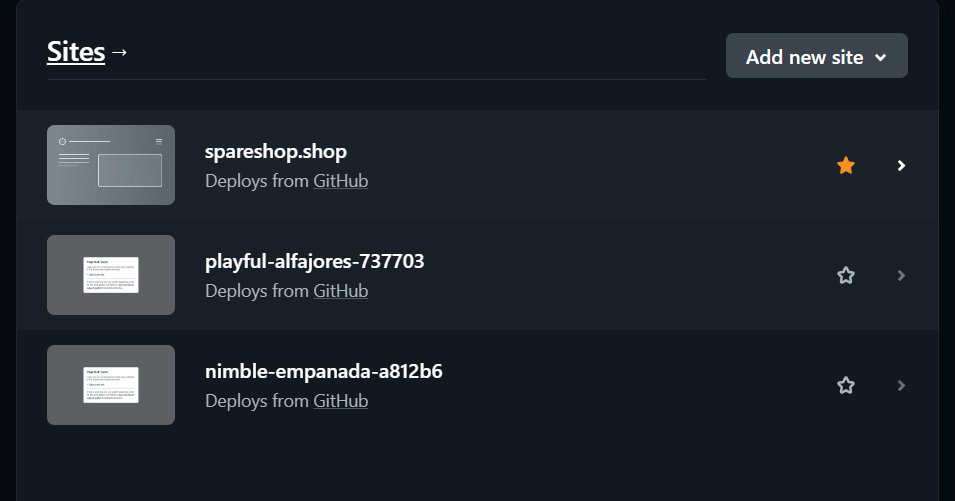 Sites →
Add new site
spareshop.shop
Deploys from GitHub
playful-alfajores-737703
Deploys from GitHub
nimble-empanada-a812b6
Deploys from GitHub